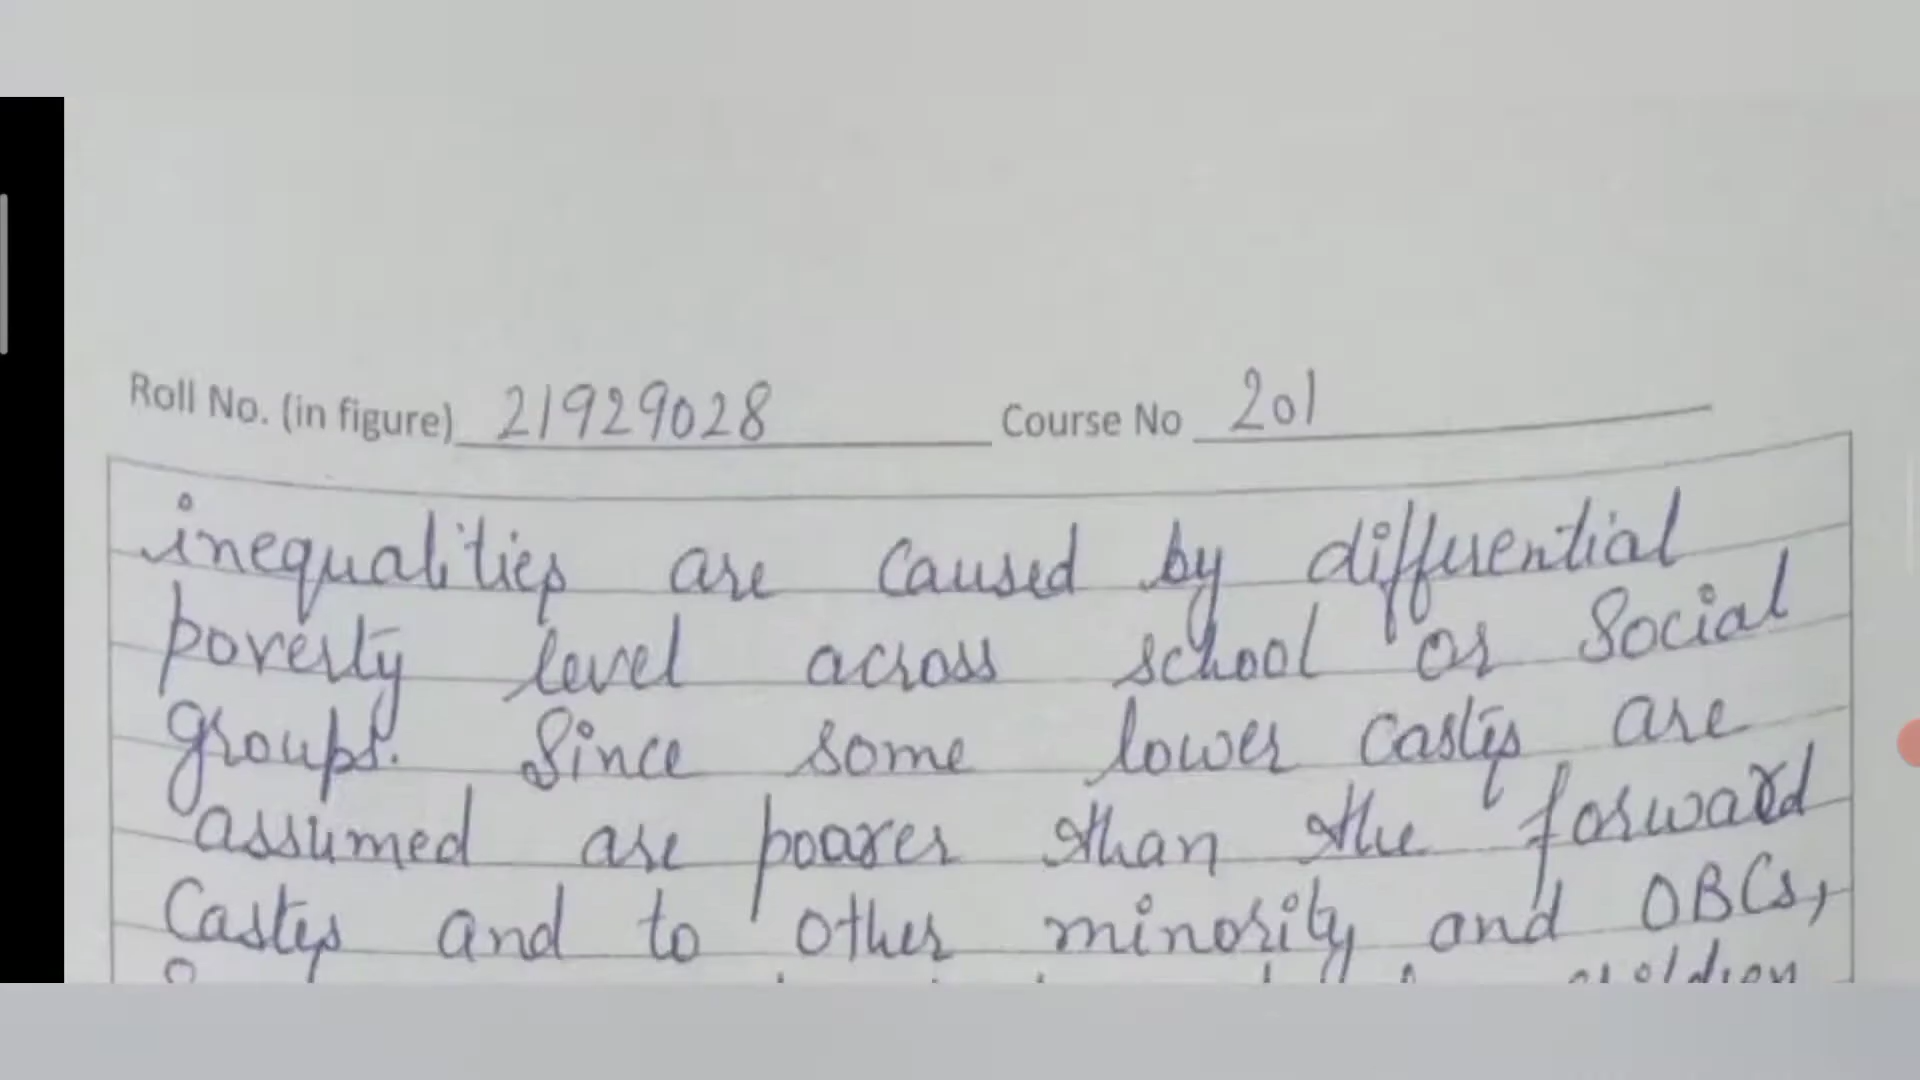 Roll No. (in figure) 21929028 Course No 201
inequalities are caused by differential
poverty level across school or social
groups. Since some lower castes are
assumed are poorer than the forward
Castes and to other minority and OBCs,
children